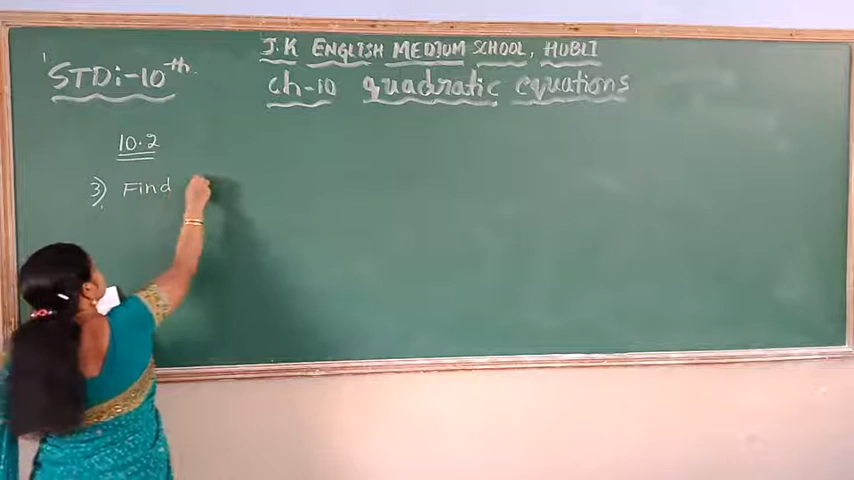 J.K ENGLISH MEDIUM SCHOOL, HUBLI
STD:-10th
ch-10 quadratic equations
10.2
3) Find